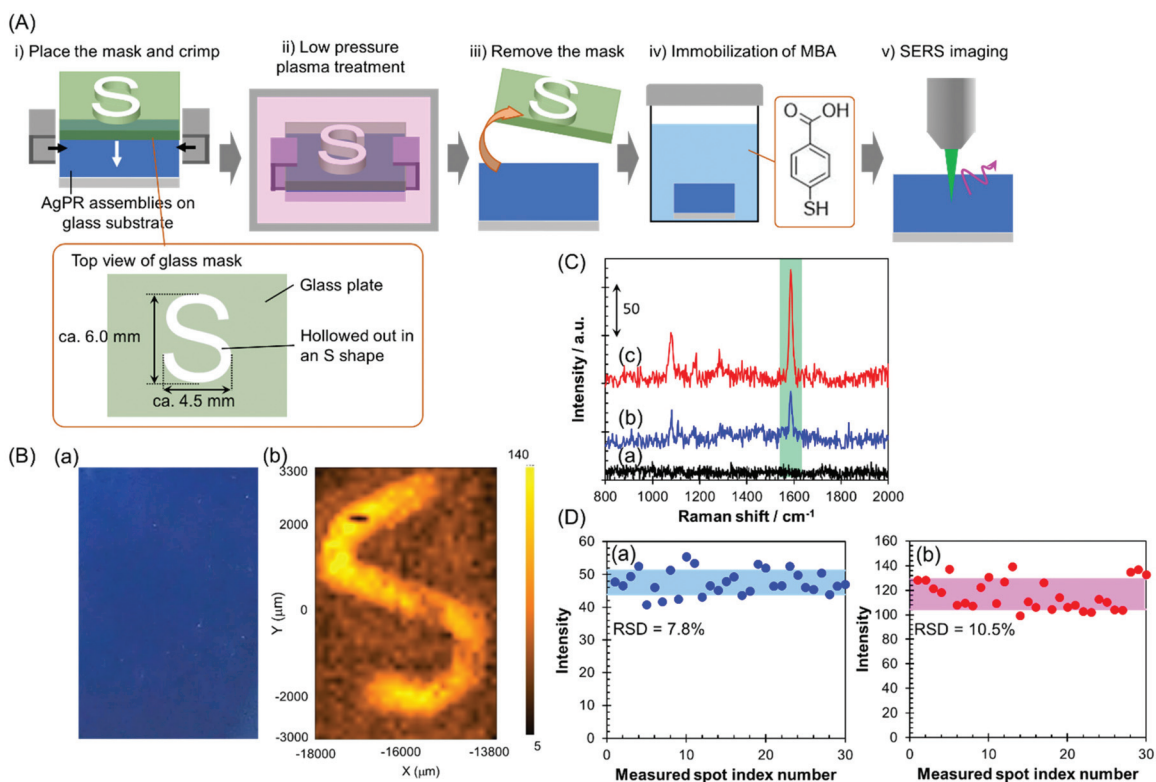 (A)
i) Place the mask and crimp
ii) Low pressure
plasma treatment
iii) Remove the mask
iv) Immobilization of MBA
v) SERS imaging
S
S
S
O
OH
SH
AgPR assemblies on
glass substrate
Top view of glass mask
S
Glass plate
Hollowed out in
an S shape
ca. 6.0 mm
ca. 4.5 mm
(B)
(a)
(b)
140
3300
2000
0
-2000
-3000
Y (μm)
-18000
-16000
-13800
X (μm)
5
(C)
50
(c)
(b)
(a)
Intensity / a.u.
800
1000
1200
1400
1600
1800
2000
Raman shift / cm-1
(D)
(a)
60
50
40
30
20
10
0
Intensity
RSD = 7.8%
0
10
20
30
Measured spot index number
(b)
160
140
120
100
80
60
40
20
0
Intensity
RSD = 10.5%
0
10
20
30
Measured spot index number